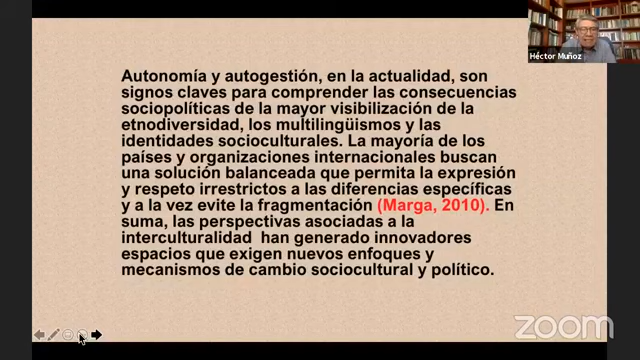 Héctor Muñoz
Autonomía y autogestión, en la actualidad, son
signos claves para comprender las consecuencias
sociopolíticas de la mayor visibilización de la
etnodiversidad, los multilingüismos y las
identidades socioculturales. La mayoría de los
países y organizaciones internacionales buscan
una solución balanceada que permita la expresión
y respeto irrestrictos a las diferencias específicas
y a la vez evite la fragmentación (Marga, 2010). En
suma, las perspectivas asociadas a la
interculturalidad han generado innovadores
espacios que exigen nuevos enfoques y
mecanismos de cambio sociocultural y político.
zoom